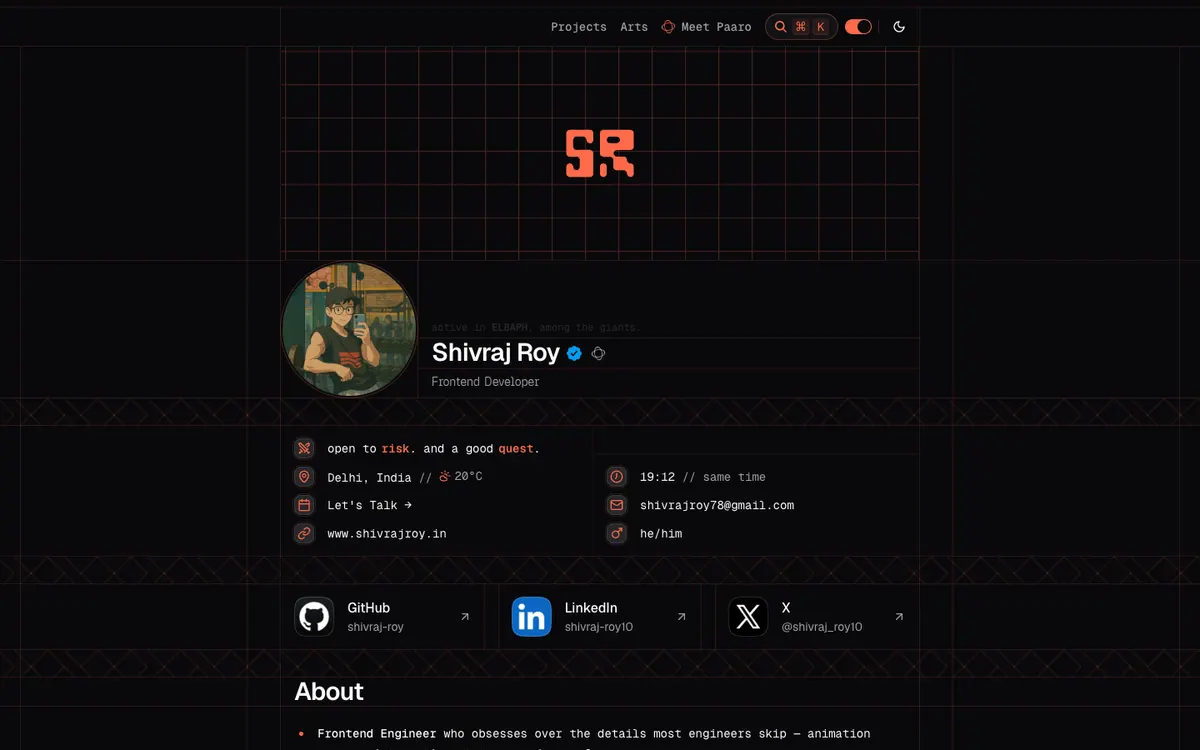 Projects Arts Meet Paaro ⌘ K
SR
active in ELBAPH, among the giants.
Shivraj Roy
Frontend Developer
open to risk. and a good quest.
Delhi, India // 20°C
19:12 // same time
Let's Talk →
shivrajroy78@gmail.com
www.shivrajroy.in
he/him
GitHub
shivraj-roy
LinkedIn
shivraj-roy10
X
@shivraj_roy10
About
• Frontend Engineer who obsesses over the details most engineers skip — animation